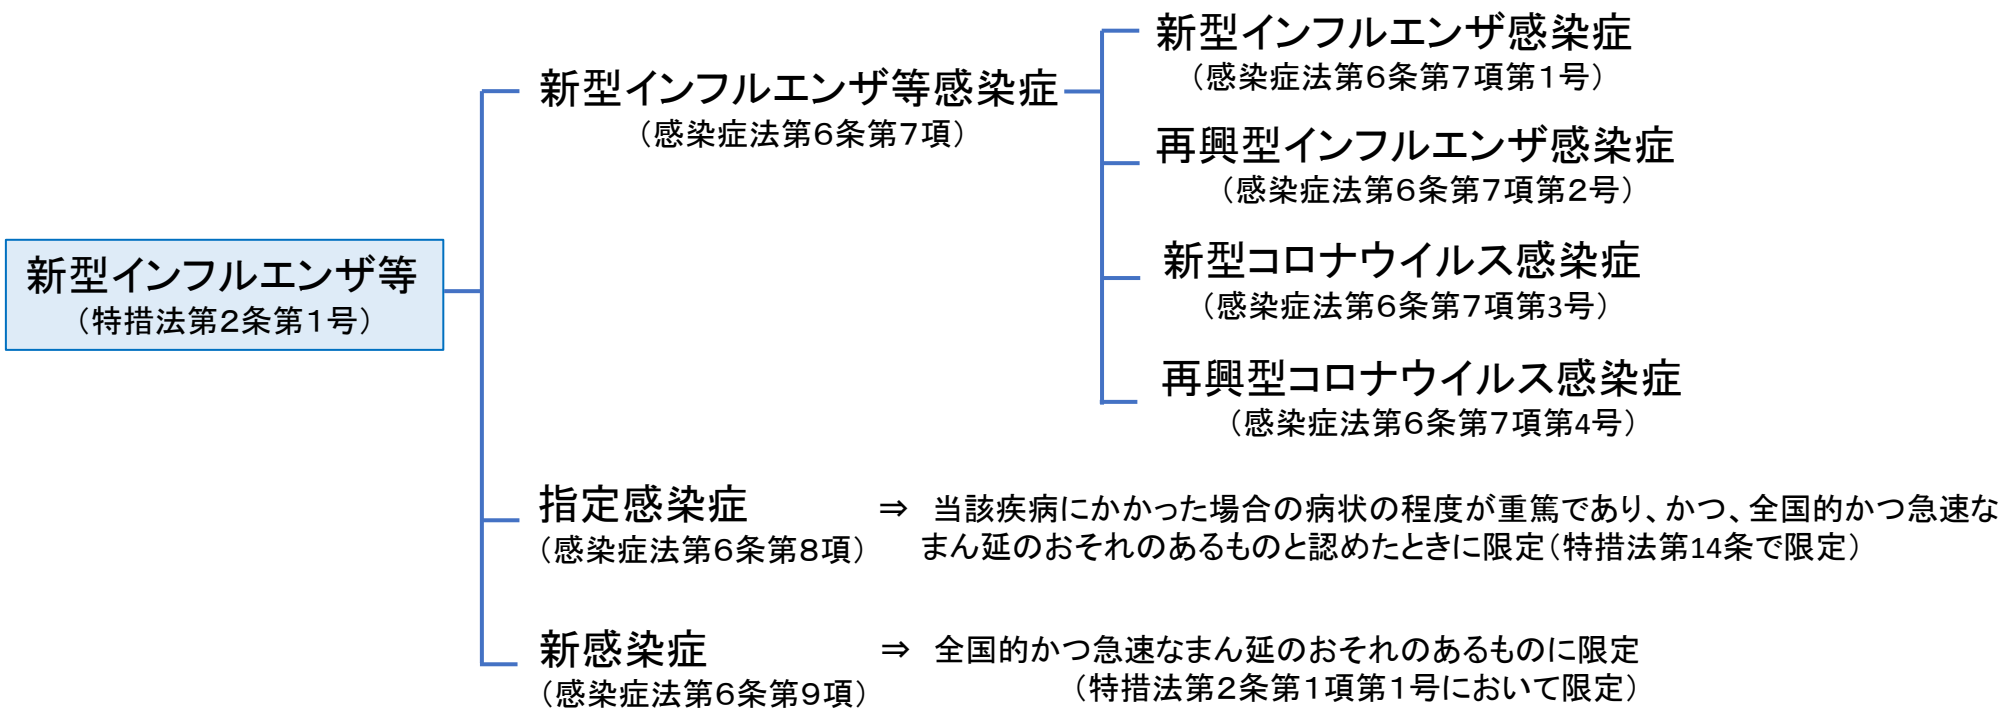 新型インフルエンザ等
（特措法第２条第１号）
新型インフルエンザ等感染症
（感染症法第６条第７項）
新型インフルエンザ感染症
（感染症法第６条第７項第１号）
再興型インフルエンザ感染症
（感染症法第６条第７項第２号）
新型コロナウイルス感染症
（感染症法第６条第７項第3号）
再興型コロナウイルス感染症
（感染症法第６条第７項第4号）
指定感染症
（感染症法第６条第８項）
⇒　当該疾病にかかった場合の病状の程度が重篤であり、かつ、全国的かつ急速な
まん延のおそれのあるものと認めたときに限定（特措法第14条で限定）
新感染症
（感染症法第６条第９項）
⇒　全国的かつ急速なまん延のおそれのあるものに限定
（特措法第２条第１項第１号において限定）